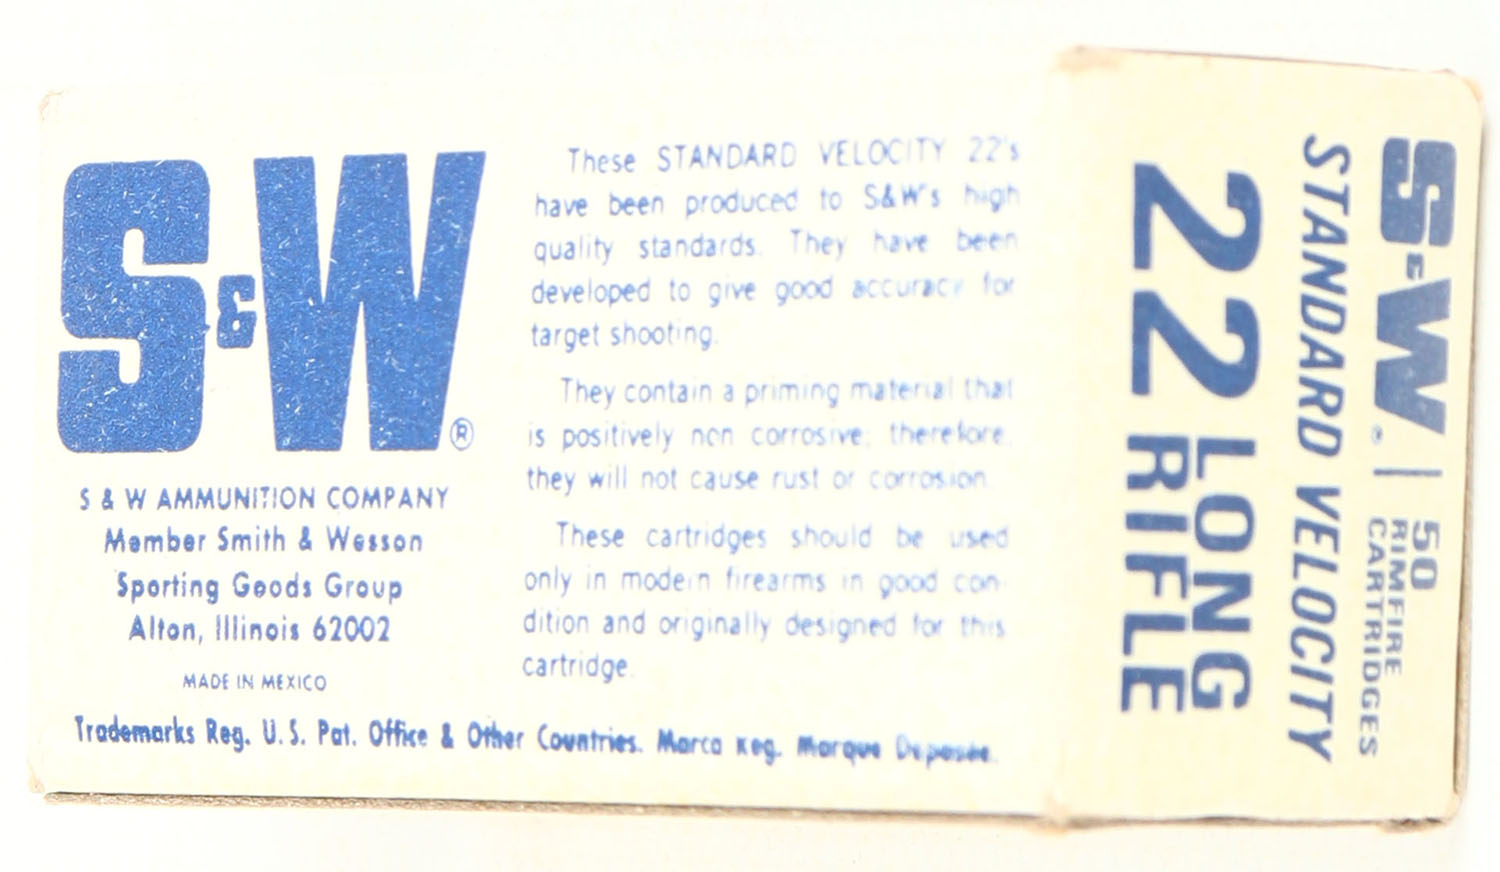 S&W®
S & W AMMUNITION COMPANY
Member Smith & Wesson
Sporting Goods Group
Alton, Illinois 62002
MADE IN MEXICO
These STANDARD VELOCITY 22's
have been produced to S&W's high
quality standards. They have been
developed to give good accuracy for
target shooting.
They contain a priming material that
is positively non corrosive; therefore,
they will not cause rust or corrosion.
These cartridges should be used
only in modern firearms in good con-
dition and originally designed for this
cartridge.
Trademarks Reg. U.S. Pat. Office & Other Countries. Marca Reg. Marque Deposée.
S&W®
50
RIMFIRE
CARTRIDGES
STANDARD VELOCITY
22 LONG
RIFLE